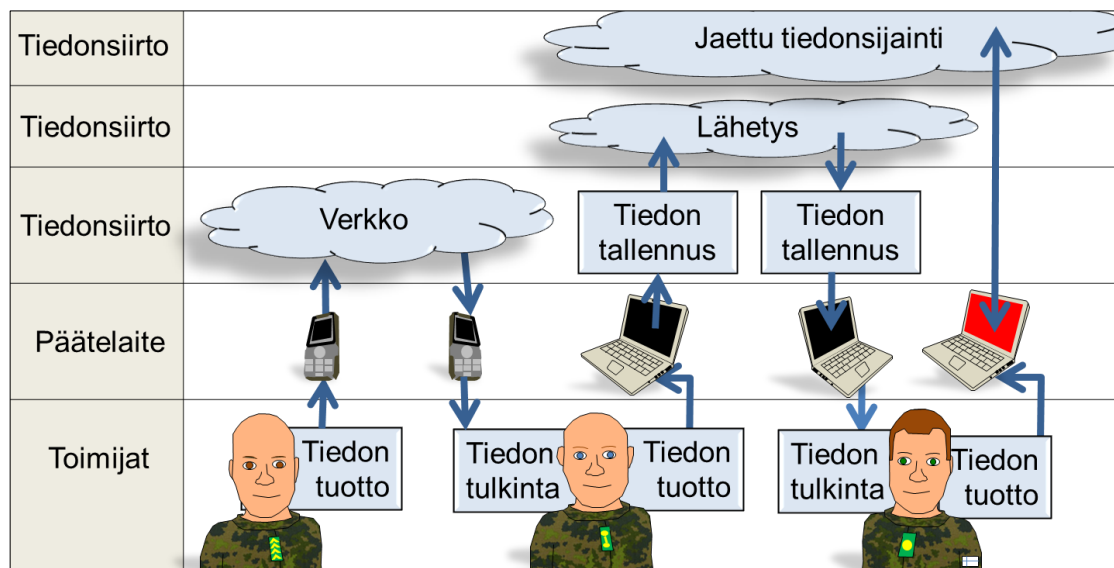 Tiedonsiirto
Jaettu tiedonsijainti
Tiedonsiirto
Lähetys
Tiedonsiirto
Verkko
Tiedon
tallennus
Tiedon
tallennus
Päätelaite
Toimijat
Tiedon
tuotto
Tiedon
tulkinta
Tiedon
tuotto
Tiedon
tulkinta
Tiedon
tuotto